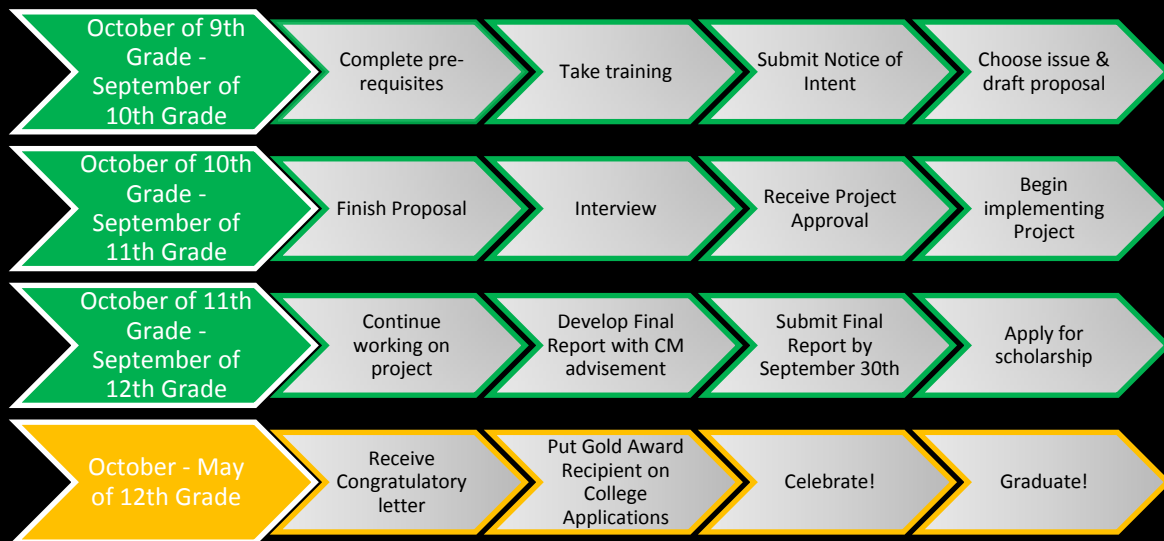 October of 9th
Grade -
September of
10th Grade
Complete pre-
requisites
Take training
Submit Notice of
Intent
Choose issue &
draft proposal
October of 10th
Grade -
September of
11th Grade
Finish Proposal
Interview
Receive Project
Approval
Begin
implementing
Project
October of 11th
Grade -
September of
12th Grade
Continue
working on
project
Develop Final
Report with CM
advisement
Submit Final
Report by
September 30th
Apply for
scholarship
October - May
of 12th Grade
Receive
Congratulatory
letter
Put Gold Award
Recipient on
College
Applications
Celebrate!
Graduate!